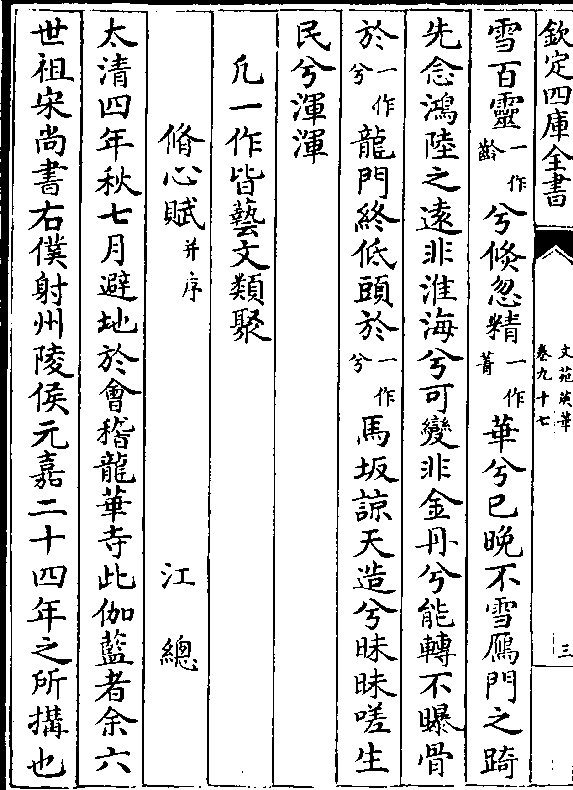 欽定四庫全書
文苑英華
卷九十七
三
雪百靈一作齡兮倐忽精一作菁華兮已晚不雪鴈門之踦
先念鴻陸之遠非淮海兮可變非金丹兮能轉不曝骨
於一作兮龍門終低頭於一作兮馬坂諒天造兮昧昧嗟生
民兮渾渾
凡一作皆藝文類聚
脩心賦并序
江總
太清四年秋七月避地於會稽龍華寺此伽藍者余六
世祖宋尚書右僕射州陵侯元嘉二十四年之所搆也